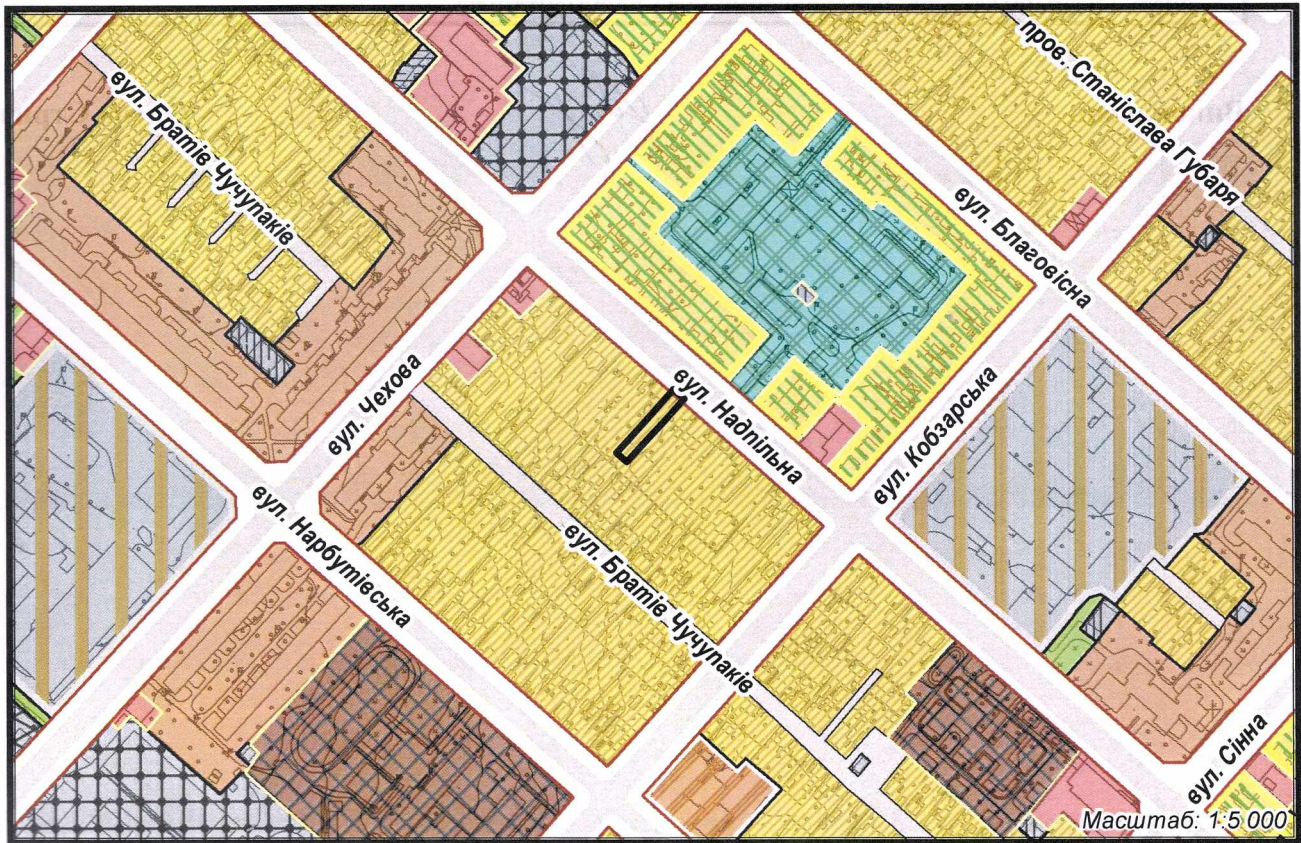 пров. Станіслава Губаря
вул. Братів Чучупаків
вул. Благовісна
вул. Чехова
вул. Надпільна
вул. Кобзарська
вул. Нарбутівська
вул. Братів Чучупаків
вул. Сінна
Масштаб: 1:5 000